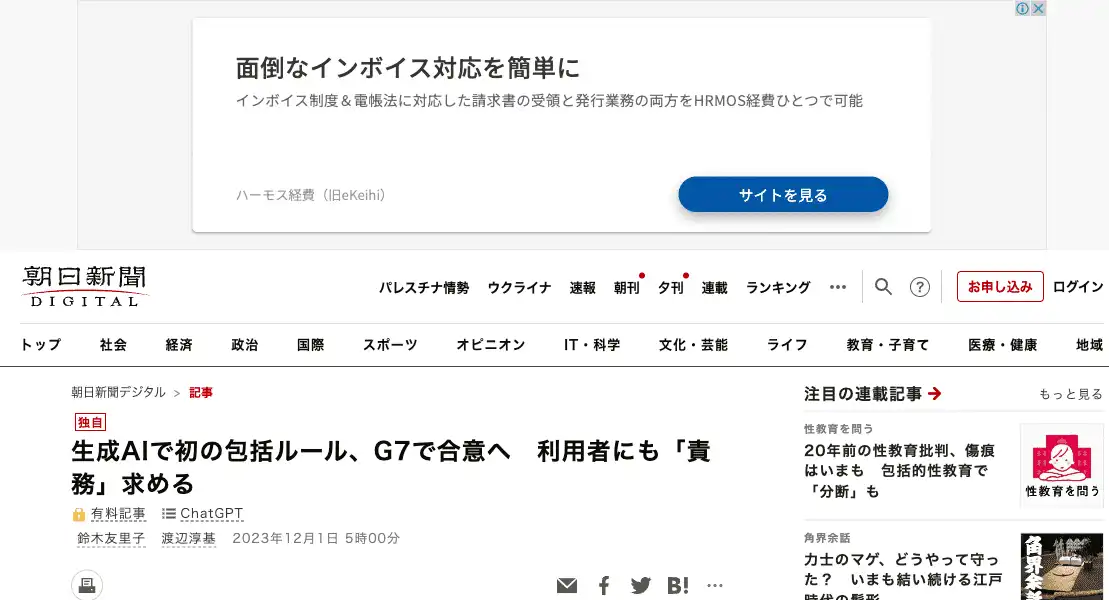 面倒なインボイス対応を簡単に
インボイス制度＆電帳法に対応した請求書の受領と発行業務の両方をHRMOS経費ひとつで可能
ハーモス経費（旧eKeihi）
サイトを見る
朝日新聞
DIGITAL
パレスチナ情勢 ウクライナ 速報 朝刊 夕刊 連載 ランキング ••• ? お申し込み ログイン
トップ 社会 経済 政治 国際 スポーツ オピニオン IT・科学 文化・芸能 ライフ 教育・子育て 医療・健康 地域
朝日新聞デジタル > 記事
独自
生成AIで初の包括ルール、G7で合意へ　利用者にも「責
務」求める
有料記事 ChatGPT
鈴木友里子 渡辺淳基 2023年12月1日 5時00分
B! •••
注目の連載記事 もっと見る
性教育を問う
20年前の性教育批判、傷痕
はいまも　包括的性教育で
「分断」も
性教育を問う
角界余話
力士のマゲ、どうやって守っ
た？　いまも結い続ける江戸
時代の髷形
角界余話